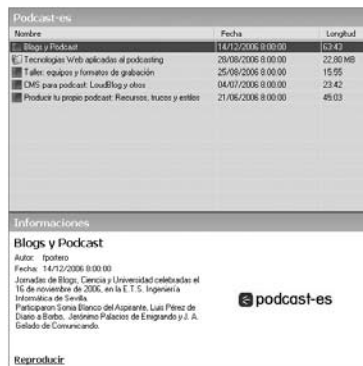 Podcast-es
Nombre Fecha Longitud
Blogs y Podcast 14/12/2006 8:00:00 63:43
Tecnologías Web aplicadas al podcasting 28/08/2006 8:00:00 22,80 MB
Taller: equipos y formatos de grabación 25/08/2006 8:00:00 15:55
CMS para podcast: LoudBlog y otros 04/07/2006 8:00:00 23:42
Producir tu propio podcast: Recursos, trucos y estilos 21/06/2006 8:00:00 45:03
Informaciones
Blogs y Podcast
Autor: fpotero
Fecha: 14/12/2006 8:00:00
Jornadas de Blogs, Ciencia y Universidad celebradas el
16 de noviembre de 2006, en la E.T.S. Ingeniería
Informática de Sevilla.
Participaron Sonia Blanco del Aspirante, Luis Pérez de
Diario a Borbo, Jerónimo Palacios de Emigrando y J. A.
Gelado de Comunicando.
podcast-es
Reproducir